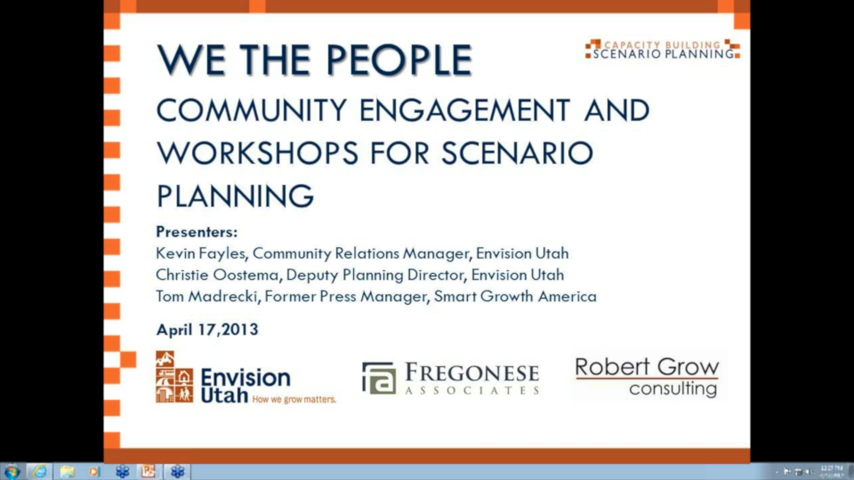 CAPACITY BUILDING
SCENARIO PLANNING
WE THE PEOPLE
COMMUNITY ENGAGEMENT AND
WORKSHOPS FOR SCENARIO
PLANNING
Presenters:
Kevin Fayles, Community Relations Manager, Envision Utah
Christie Oostema, Deputy Planning Director, Envision Utah
Tom Madrecki, Former Press Manager, Smart Growth America
April 17,2013
Envision
Utah How we grow matters.
fa FREGONESE
ASSOCIATES
Robert Grow
consulting